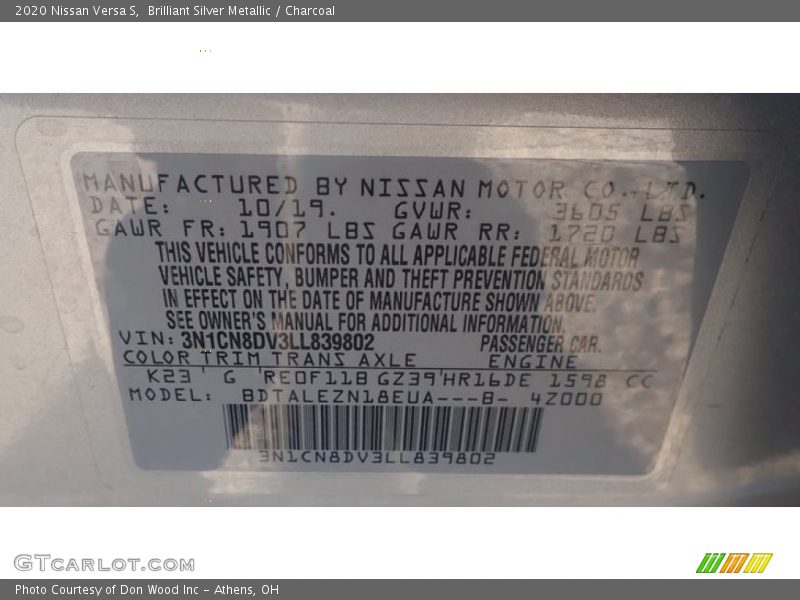 2020 Nissan Versa S,  Brilliant Silver Metallic / Charcoal
MANUFACTURED BY NISSAN MOTOR CO.,LTD.
DATE: 10/19. GVWR: 3605 LBS
GAWR FR: 1907 LBS GAWR RR: 1720 LBS
THIS VEHICLE CONFORMS TO ALL APPLICABLE FEDERAL MOTOR
VEHICLE SAFETY, BUMPER AND THEFT PREVENTION STANDARDS
IN EFFECT ON THE DATE OF MANUFACTURE SHOWN ABOVE.
SEE OWNER'S MANUAL FOR ADDITIONAL INFORMATION.
VIN: 3N1CN8DV3LL839802 PASSENGER CAR.
COLOR TRIM TRANS AXLE ENGINE
K23 ' G 'RE0F11B GZ39'HR16DE 1598 CC
MODEL: BDTALEZN18EUA---B- 4Z000
3N1CN8DV3LL839802
GTCARLOT.COM
Photo Courtesy of Don Wood Inc - Athens, OH